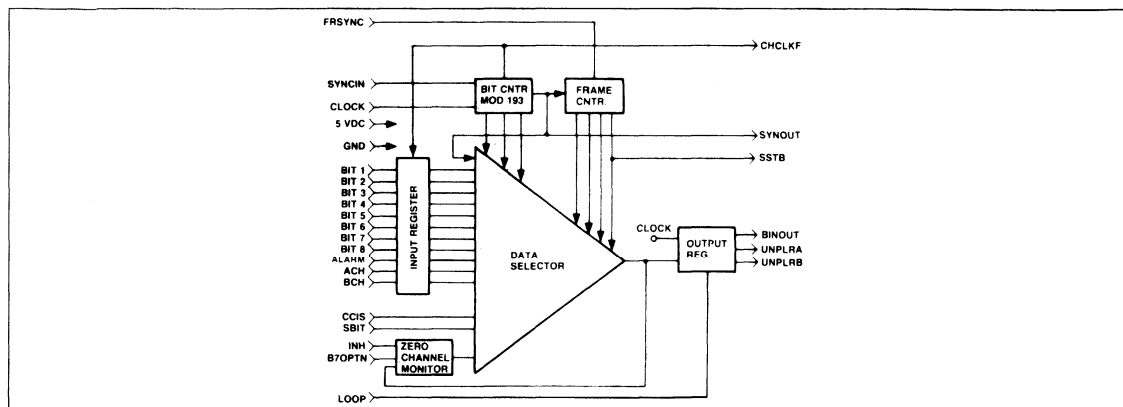 FRSYNC
CHCLKF
SYNCIN
BIT CNTR
MOD 193
FRAME
CNTR.
CLOCK
5 VDC
SYNOUT
GND
SSTB
BIT 1
BIT 2
BIT 3
BIT 4
BIT 5
BIT 6
BIT 7
BIT 8
ALARM
ACH
BCH
INPUT REGISTER
DATA
SELECTOR
CLOCK
OUTPUT
REG
BINOUT
UNPLRA
UNPLRB
CCIS
SBIT
INH
B7OPTN
ZERO
CHANNEL
MONITOR
LOOP